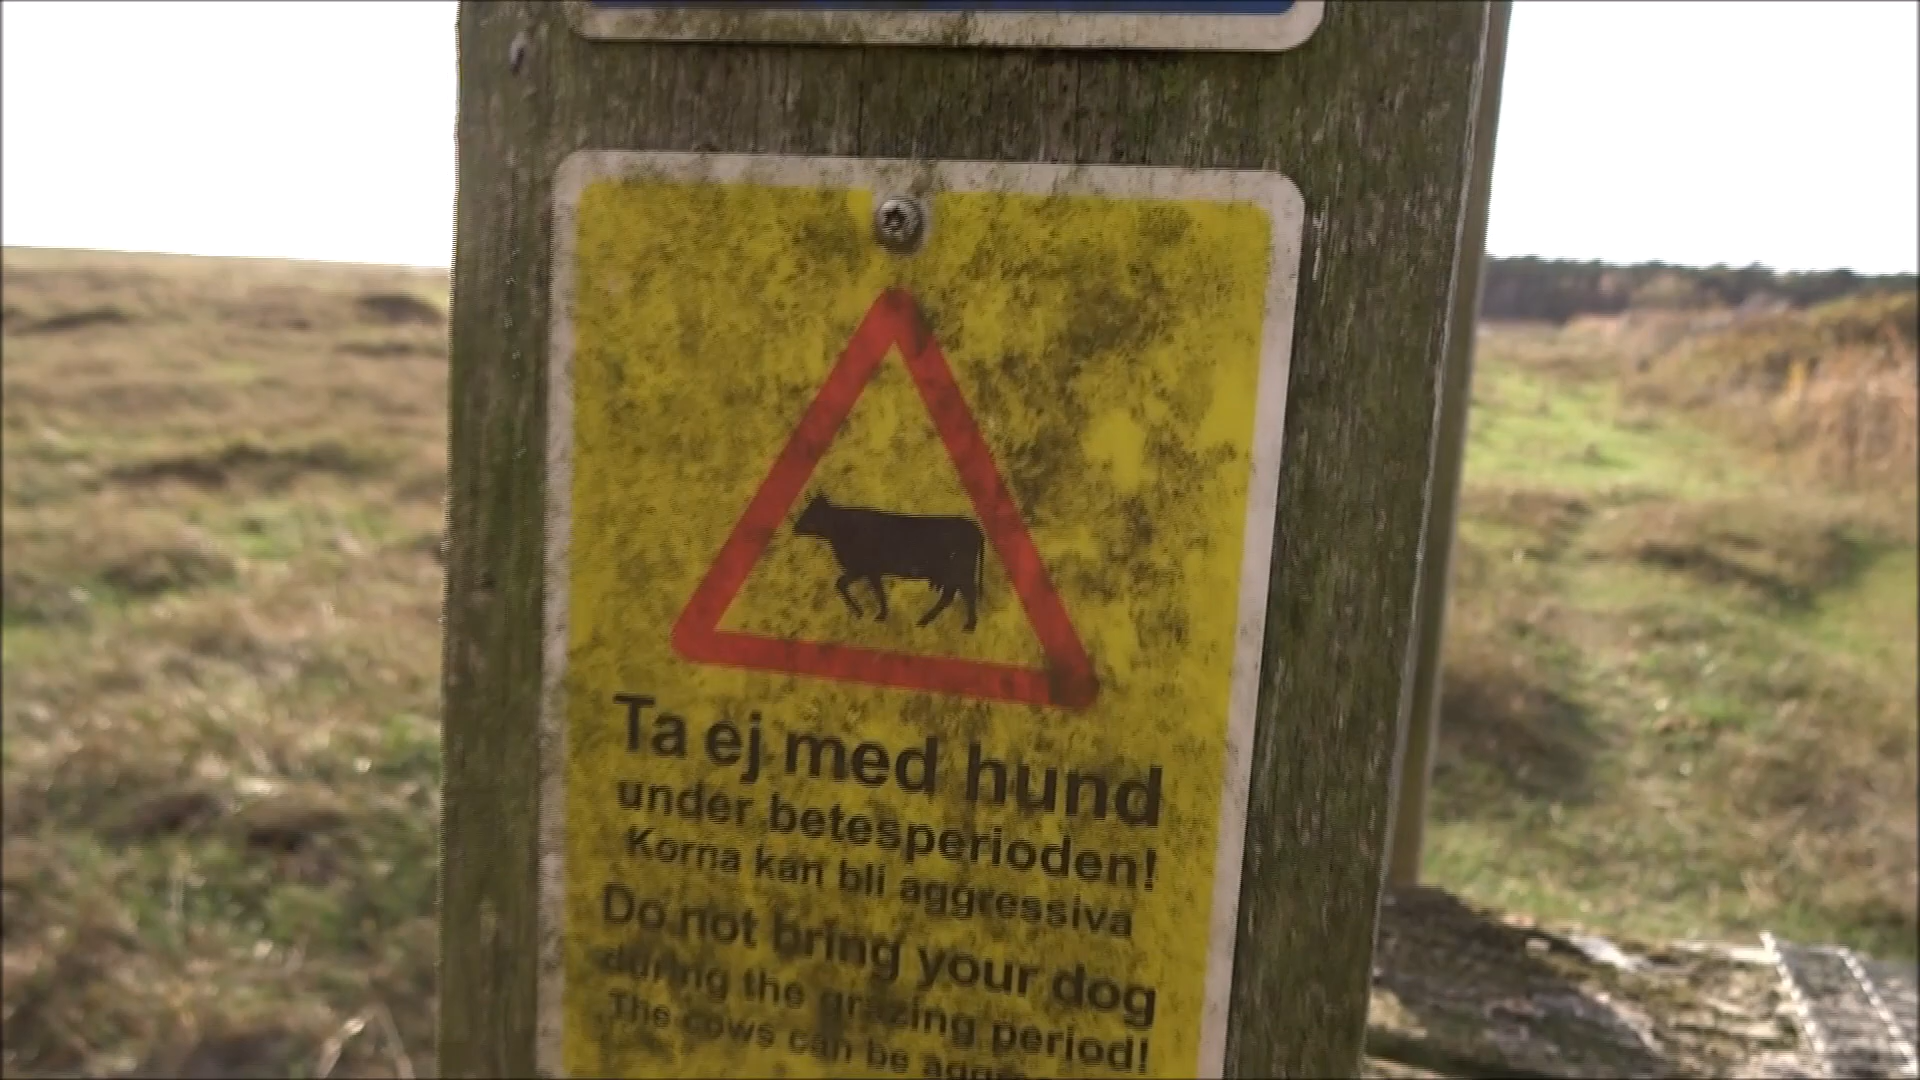 Ta ej med hund
under betesperioden!
Korna kan bli aggressiva
Do not bring your dog
during the grazing period!
The cows can be